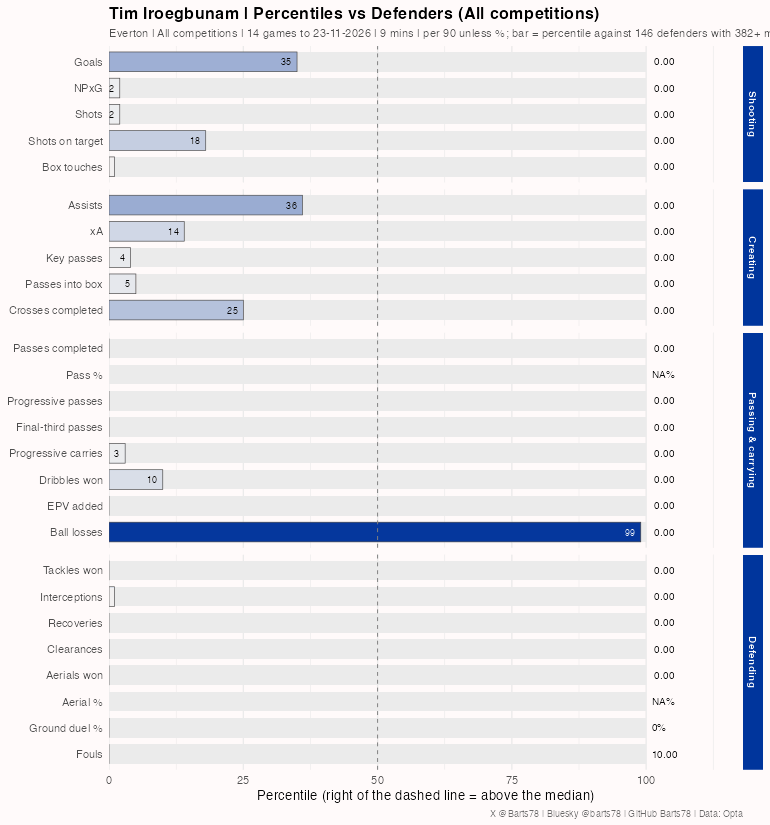 Tim Iroegbunam | Percentiles vs Defenders (All competitions)
Everton | All competitions | 14 games to 23-11-2026 | 9 mins | per 90 unless %; bar = percentile against 146 defenders with 382+ m
Goals 35 0.00
NPxG 2 0.00
Shots 2 0.00
Shots on target 18 0.00
Box touches 0.00
Shooting
Assists 36 0.00
xA 14 0.00
Key passes 4 0.00
Passes into box 5 0.00
Crosses completed 25 0.00
Creating
Passes completed 0.00
Pass % NA%
Progressive passes 0.00
Final-third passes 0.00
Progressive carries 3 0.00
Dribbles won 10 0.00
EPV added 0.00
Ball losses 99 0.00
Passing & carrying
Tackles won 0.00
Interceptions 0.00
Recoveries 0.00
Clearances 0.00
Aerials won 0.00
Aerial % NA%
Ground duel % 0%
Fouls 10.00
Defending
0 25 50 75 100
Percentile (right of the dashed line = above the median)
X @Barts78 | Bluesky @barts78 | GitHub Barts78 | Data: Opta